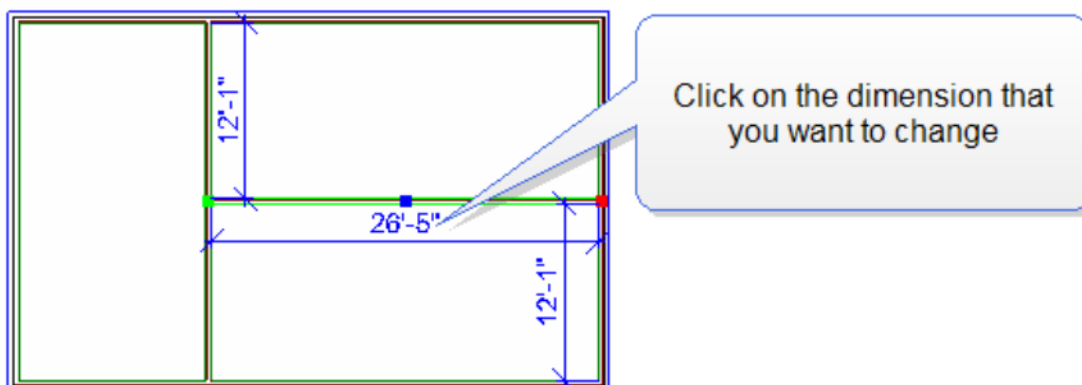 12'-1"
Click on the dimension that
you want to change
26'-5"
12'-1"